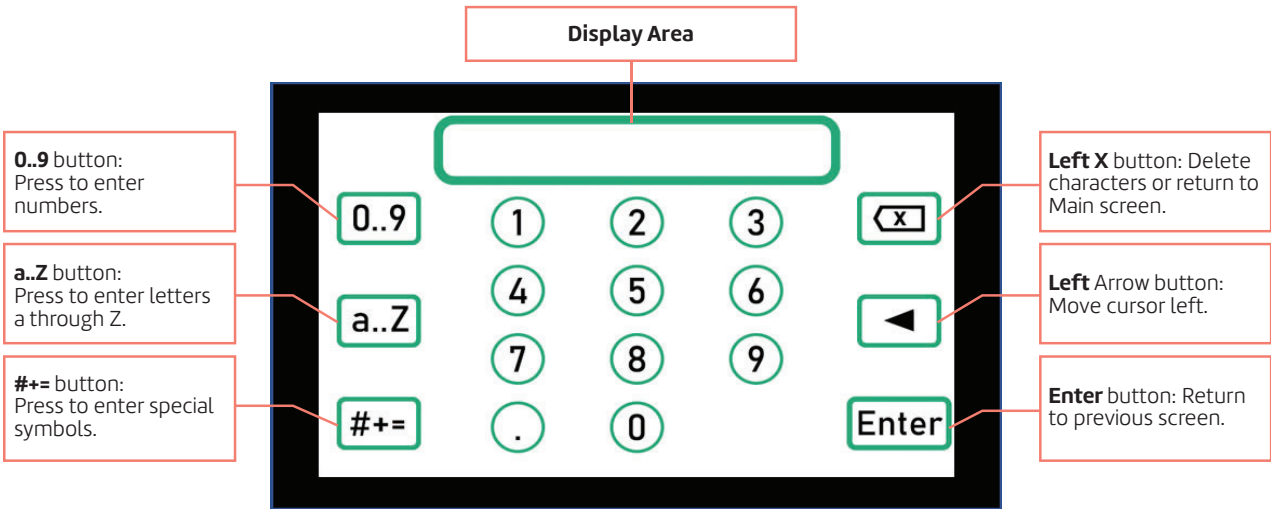 Display Area
0..9 button:
Press to enter
numbers.
a..Z button:
Press to enter letters
a through Z.
#+= button:
Press to enter special
symbols.
0..9
1
2
3
X
a..Z
4
5
6
7
8
9
#+=
.
0
Enter
Left X button: Delete
characters or return to
Main screen.
Left Arrow button:
Move cursor left.
Enter button: Return
to previous screen.